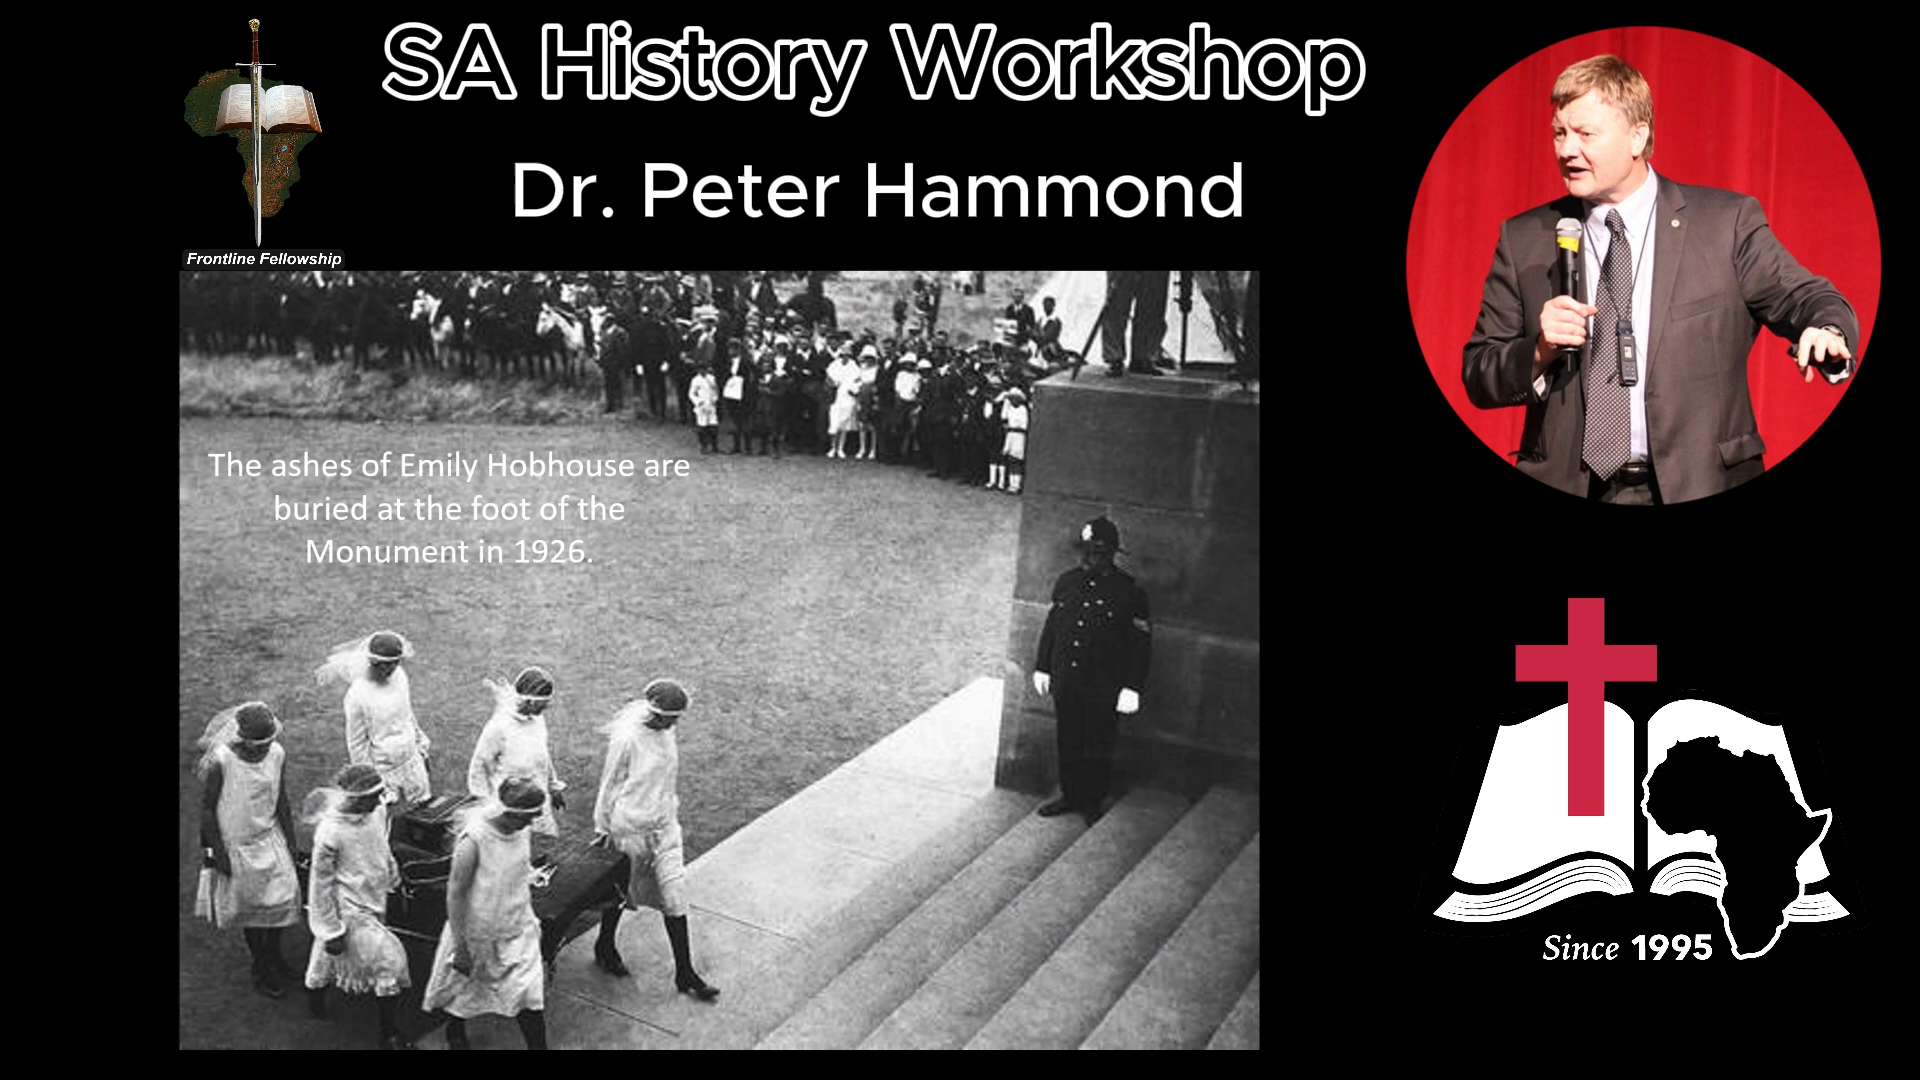 SA History Workshop
Dr. Peter Hammond
Frontline Fellowship
The ashes of Emily Hobhouse are
buried at the foot of the
Monument in 1926.
Since 1995